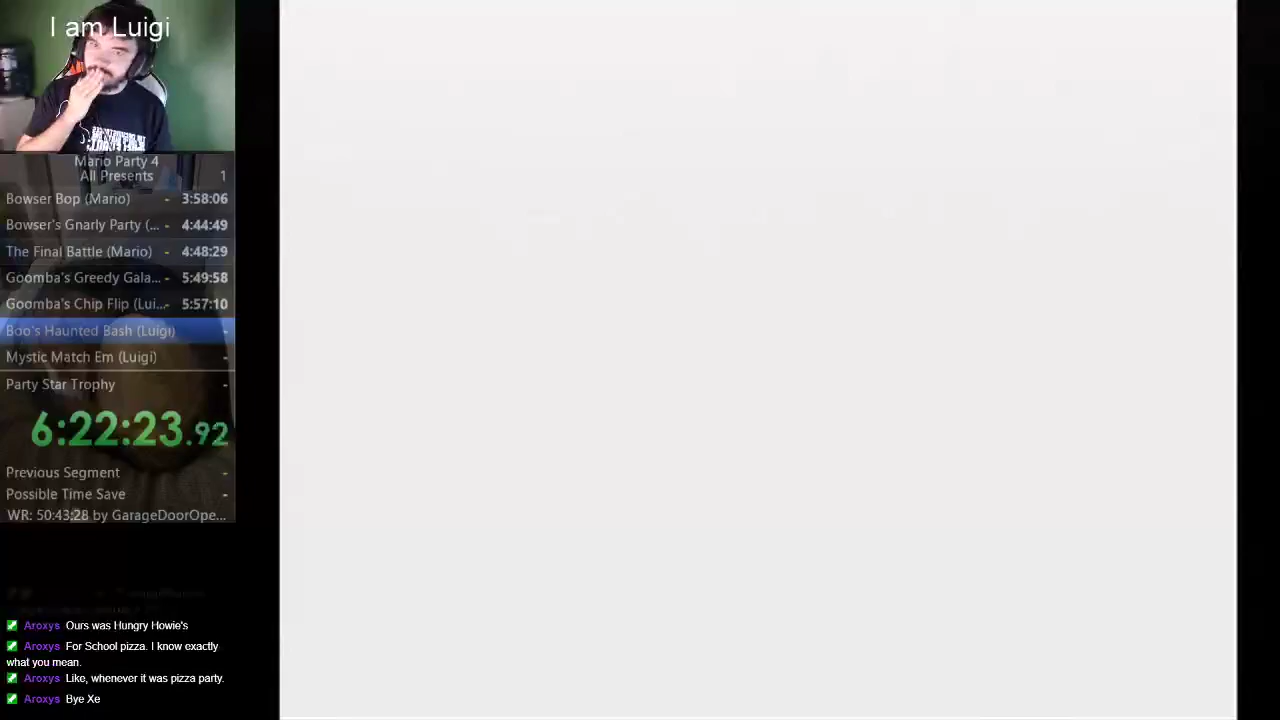 I am Luigi
Mario Party 4
All Presents 1
Bowser Bop (Mario) - 3:58:06
Bowser's Gnarly Party (... - 4:44:49
The Final Battle (Mario) - 4:48:29
Goomba's Greedy Gala... - 5:49:58
Goomba's Chip Flip (Lui... - 5:57:10
Boo's Haunted Bash (Luigi) -
Mystic Match Em (Luigi) -
Party Star Trophy -
6:22:23.92
Previous Segment -
Possible Time Save -
WR: 50:43:28 by GarageDoorOpe...
Aroxys Ours was Hungry Howie's
Aroxys For School pizza. I know exactly
what you mean.
Aroxys Like, whenever it was pizza party.
Aroxys Bye Xe